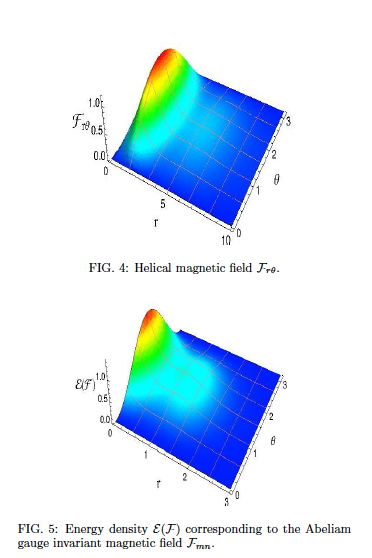 1.0
ℱrθ 0.5
0.0
0
5
10
r
0
1
2
3
θ
FIG. 4: Helical magnetic field ℱrθ.
ℰ(ℱ) 1.0
0.5
0.0
0
1
2
3
r
0
1
2
3
θ
FIG. 5: Energy density ℰ(ℱ) corresponding to the Abeliam
gauge invariant magnetic field ℱmn.